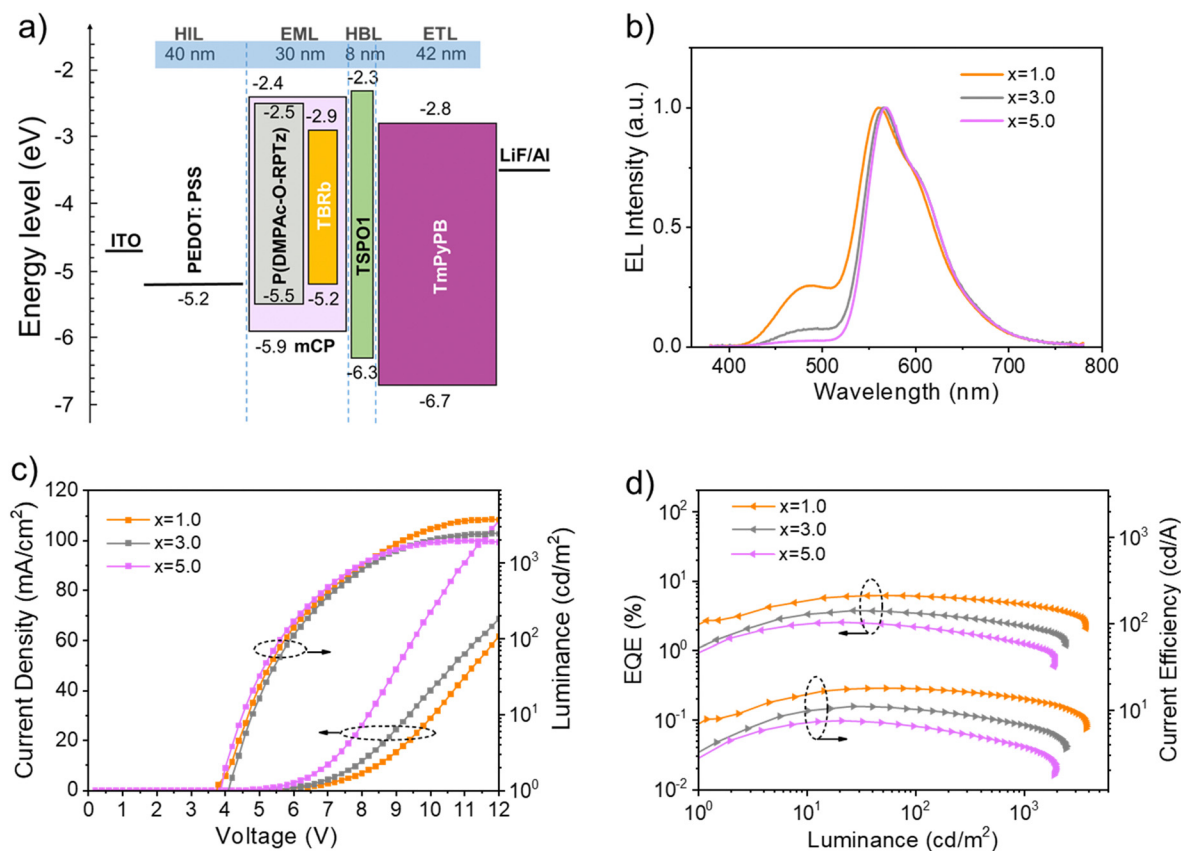 a)
HIL EML HBL ETL
40 nm 30 nm 8 nm 42 nm
Energy level (eV)
-2
-3
-4
-5
-6
-7
-2.4
-2.3
-2.5
-2.9
-2.8
LiF/Al
ITO
PEDOT: PSS
P(DMPAc-O-RPTz)
TBRb
TSPO1
TmPyPB
-5.2
-5.5
-5.2
-5.9 mCP
-6.3
-6.7
b)
EL Intensity (a.u.)
1.0
0.5
0.0
x=1.0
x=3.0
x=5.0
400 500 600 700 800
Wavelength (nm)
c)
Current Density (mA/cm²)
120
100
80
60
40
20
0
x=1.0
x=3.0
x=5.0
10³
10²
10¹
10⁰
Luminance (cd/m²)
0 1 2 3 4 5 6 7 8 9 10 11 12
Voltage (V)
d)
EQE (%)
10²
10¹
10⁰
10⁻¹
10⁻²
x=1.0
x=3.0
x=5.0
10³
10²
10¹
Current Efficiency (cd/A)
10⁰ 10¹ 10² 10³
Luminance (cd/m²)